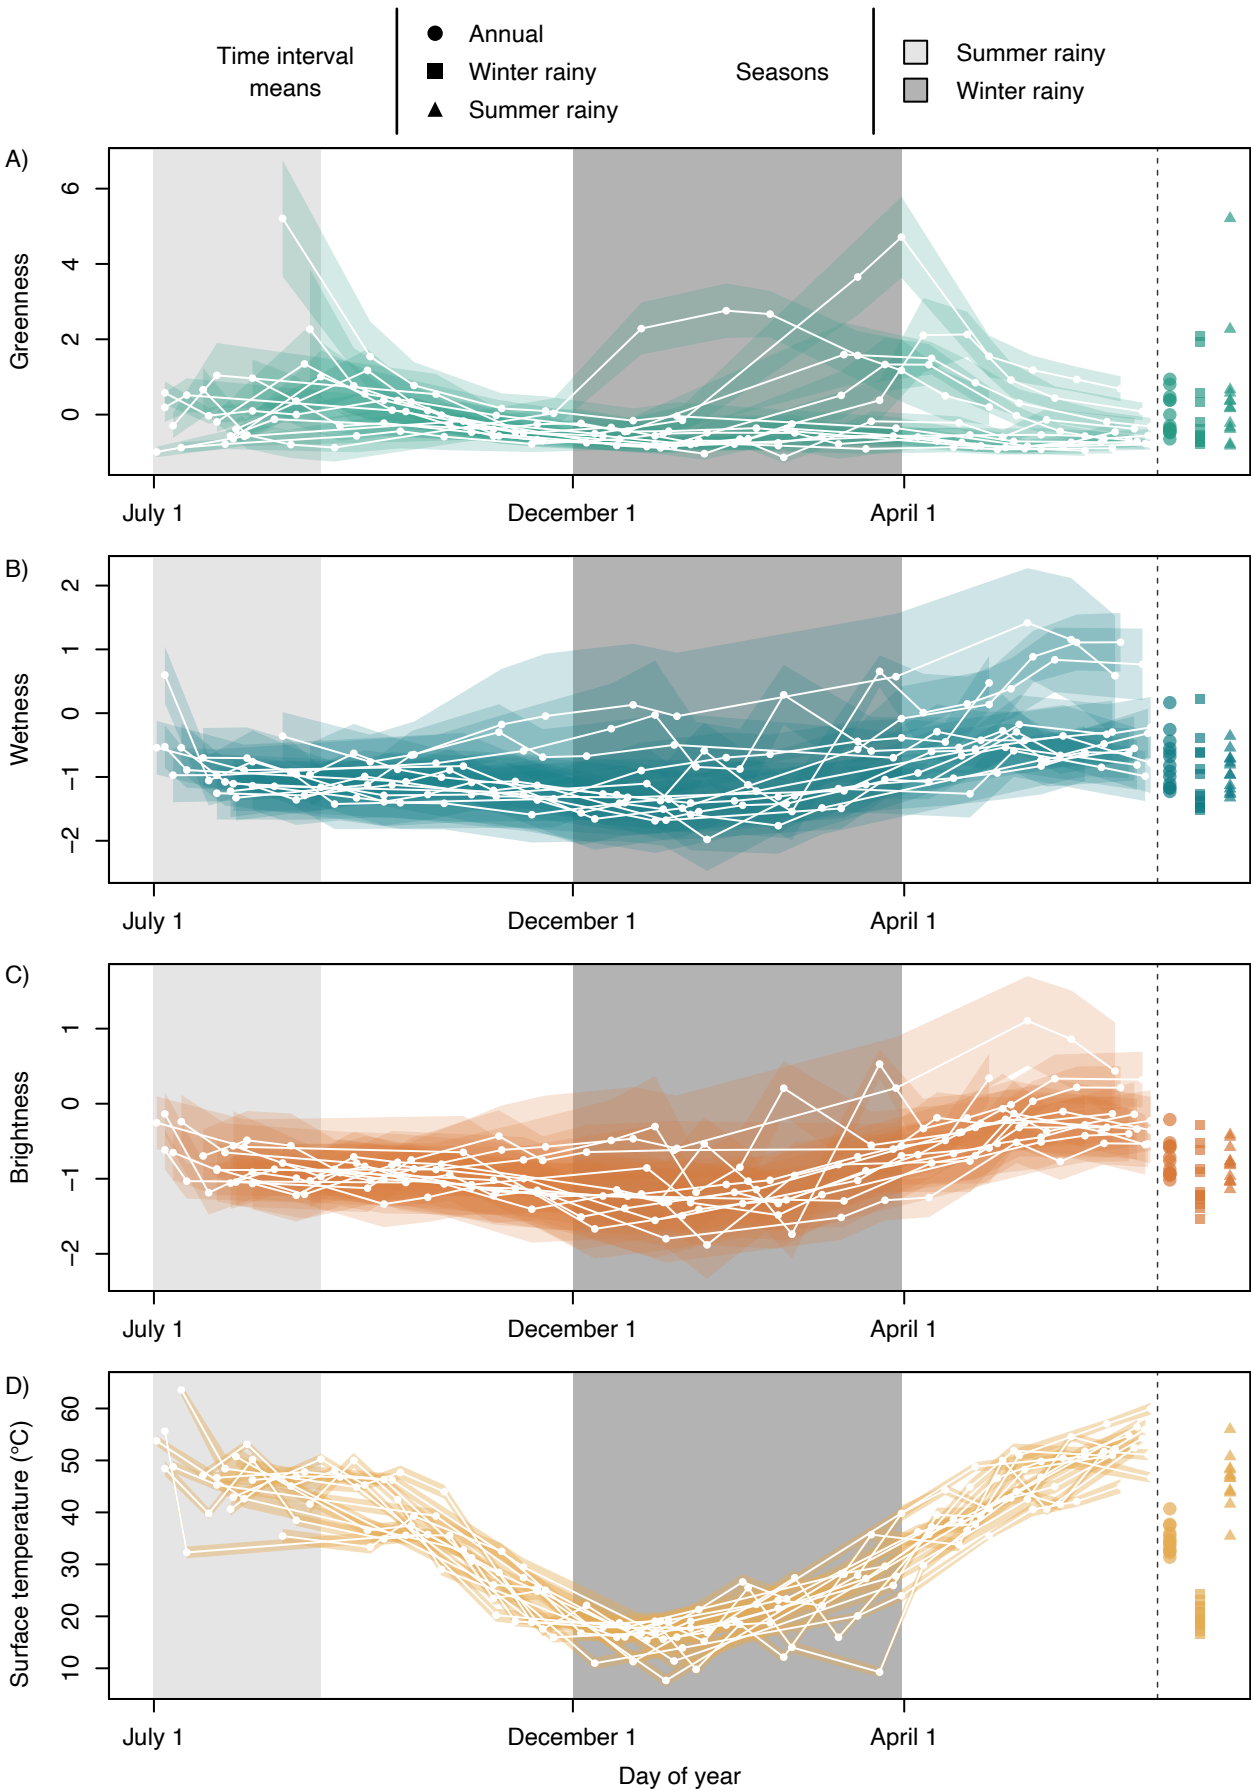 Time interval
means
Annual
Winter rainy
Summer rainy
Seasons
Summer rainy
Winter rainy
A)
Greenness
6
4
2
0
July 1
December 1
April 1
B)
Wetness
2
1
0
−1
−2
July 1
December 1
April 1
C)
Brightness
1
0
−1
−2
July 1
December 1
April 1
D)
Surface temperature (°C)
60
50
40
30
20
10
July 1
December 1
April 1
Day of year